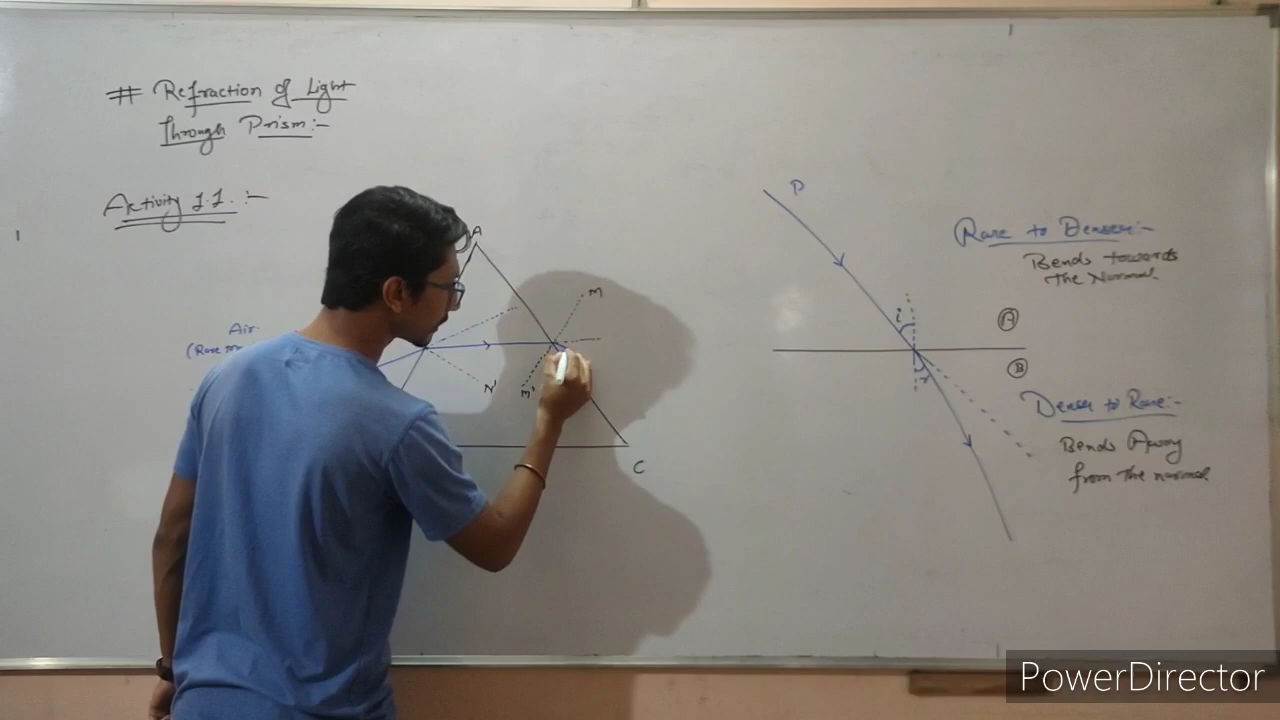 # Refraction of Light
Through Prism:-
Activity 1.1. :-
A
M
Air
(Rare
N'
M'
C
P
i
r
Rare to Denser:-
Bends towards
The Normal.
A
B
Denser to Rare:-
Bends Away
from The normal
PowerDirector